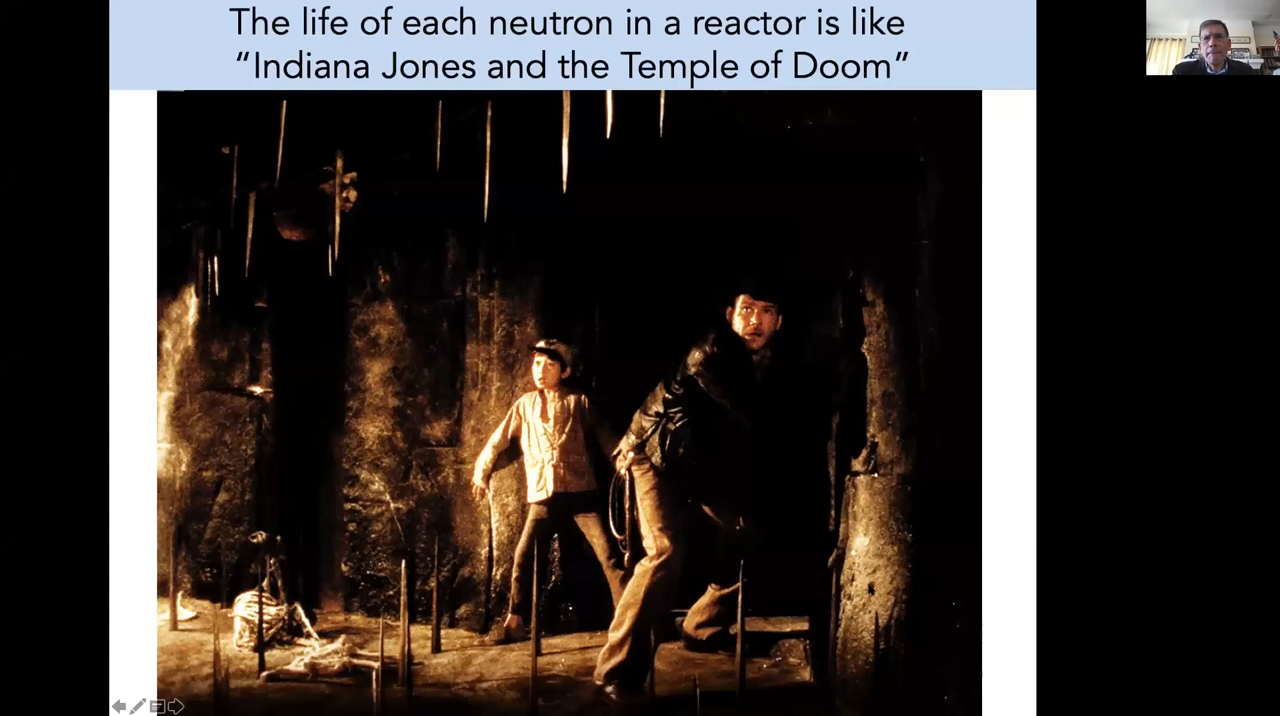 The life of each neutron in a reactor is like
“Indiana Jones and the Temple of Doom”